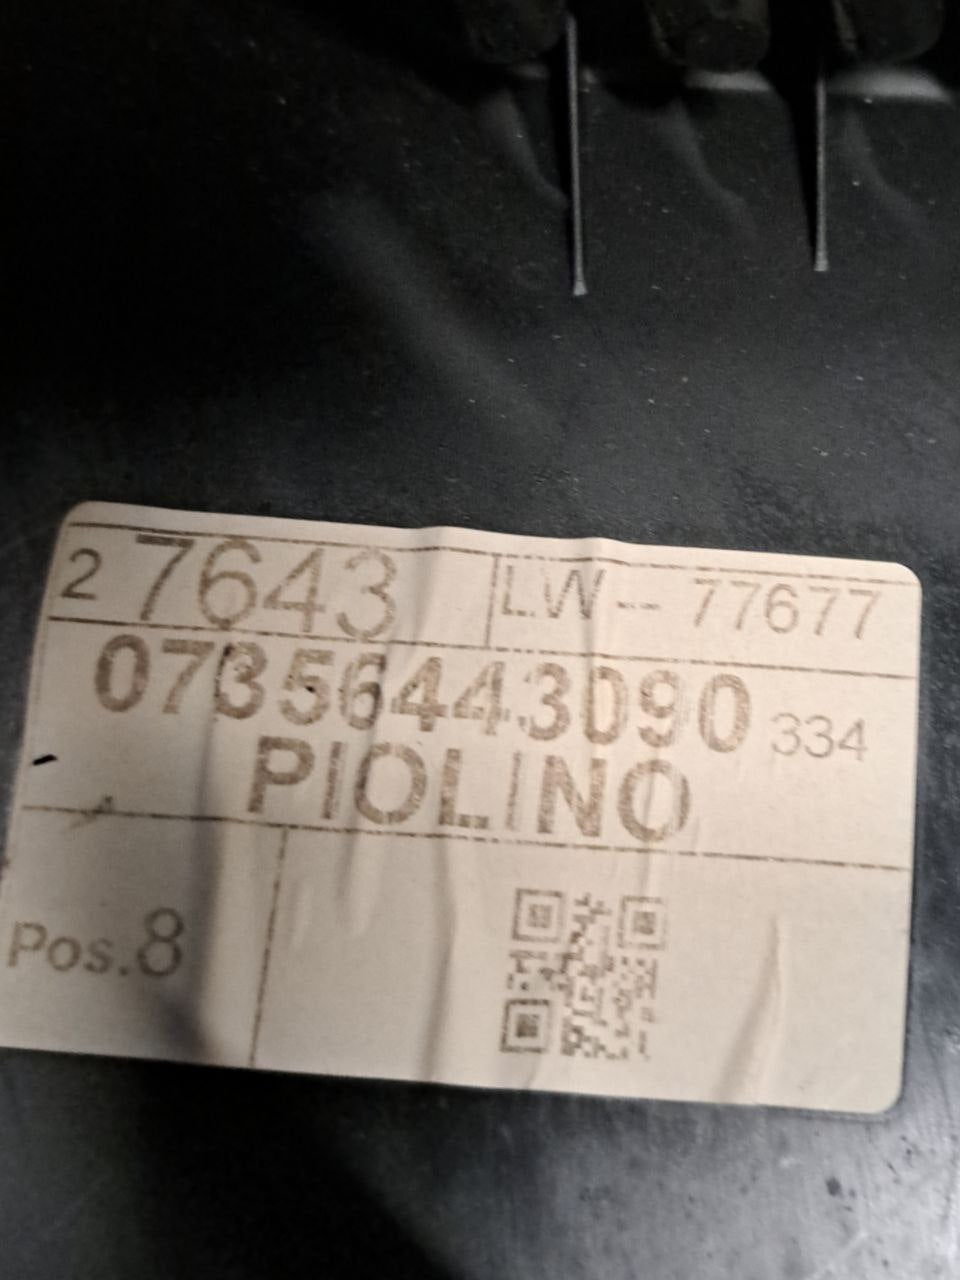 2 7643 LW-- 77677
07356443090 334
PIOLINO
Pos.8